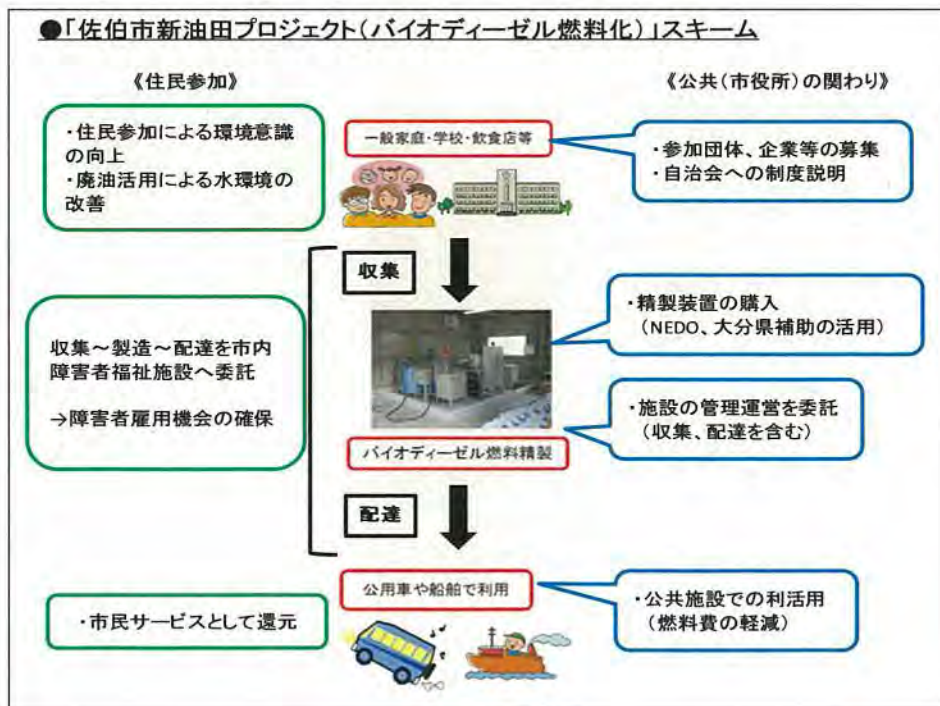 ●「佐伯市新油田プロジェクト(バイオディーゼル燃料化)」スキーム
《住民参加》
《公共(市役所)の関わり》
・住民参加による環境意識
の向上
・廃油活用による水環境の
改善
一般家庭・学校・飲食店等
・参加団体、企業等の募集
・自治会への制度説明
収集
収集～製造～配達を市内
障害者福祉施設へ委託
→障害者雇用機会の確保
・精製装置の購入
(NEDO、大分県補助の活用)
・施設の管理運営を委託
(収集、配達を含む)
バイオディーゼル燃料精製
配達
公用車や船舶で利用
・市民サービスとして還元
・公共施設での利活用
(燃料費の軽減)